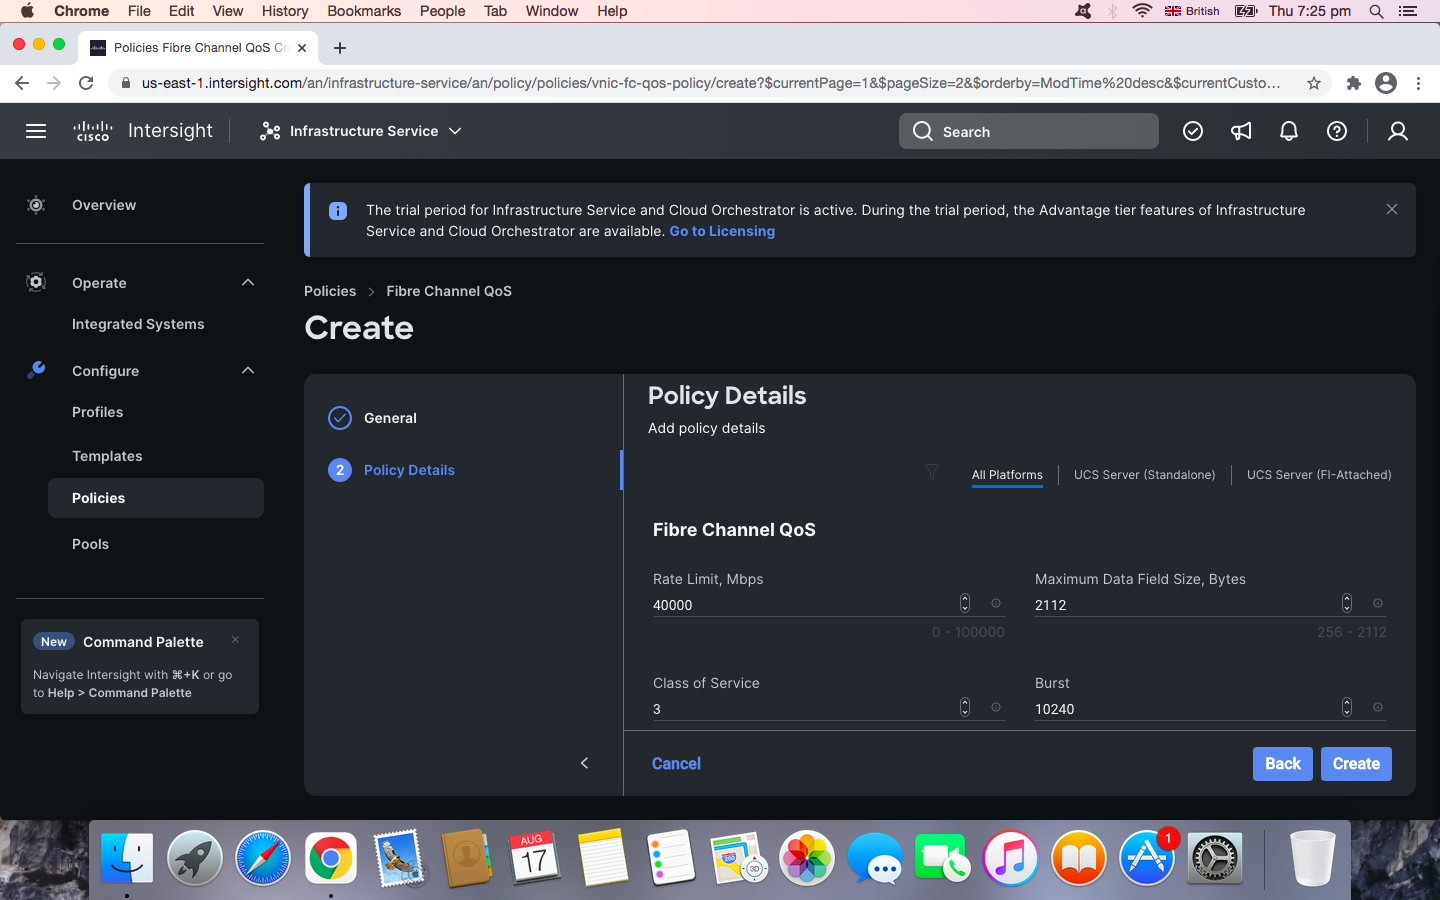 Chrome File Edit View History Bookmarks People Tab Window Help British Thu 7:25 pm
Policies Fibre Channel QoS Cr
us-east-1.intersight.com/an/infrastructure-service/an/policy/policies/vnic-fc-qos-policy/create?$currentPage=1&$pageSize=2&$orderby=ModTime%20desc&$currentCusto...
CISCO Intersight Infrastructure Service Search
Overview
Operate
Integrated Systems
Configure
Profiles
Templates
Policies
Pools
New Command Palette
Navigate Intersight with ⌘+K or go
to Help > Command Palette
The trial period for Infrastructure Service and Cloud Orchestrator is active. During the trial period, the Advantage tier features of Infrastructure
Service and Cloud Orchestrator are available. Go to Licensing
Policies > Fibre Channel QoS
Create
General
2 Policy Details
Policy Details
Add policy details
All Platforms UCS Server (Standalone) UCS Server (FI-Attached)
Fibre Channel QoS
Rate Limit, Mbps Maximum Data Field Size, Bytes
40000 2112
0 - 100000 256 - 2112
Class of Service Burst
3 10240
Cancel Back Create
AUG
17
280
3D
1